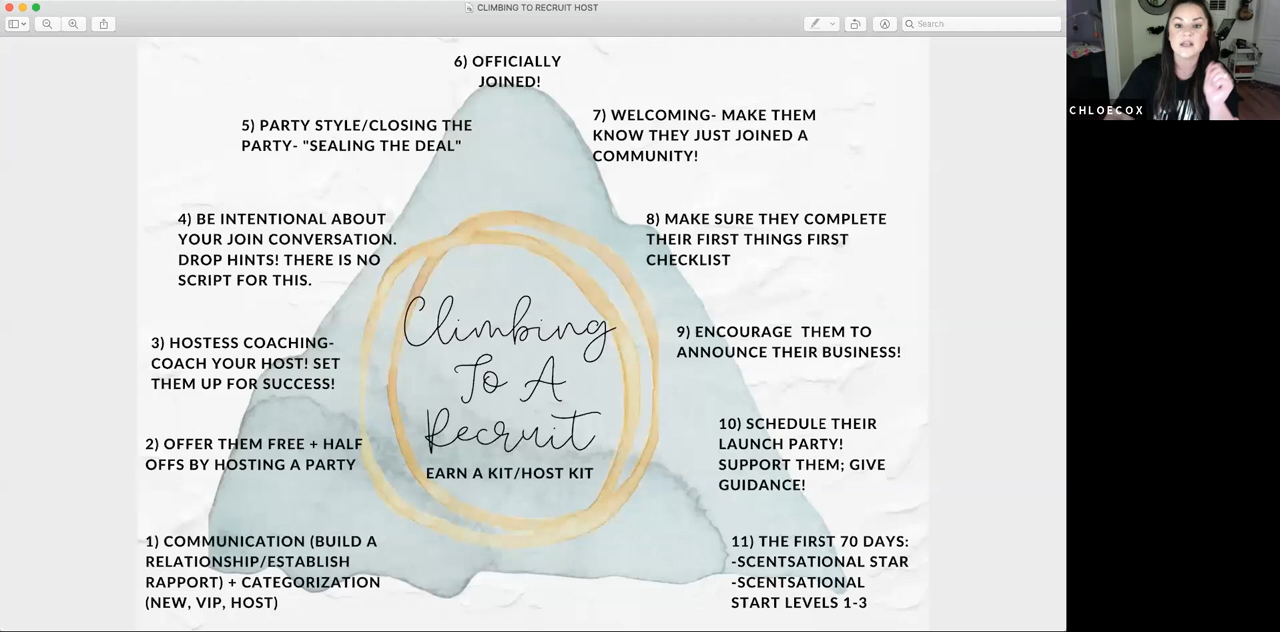 CLIMBING TO RECRUIT HOST
Search
CHLOECOX
6) OFFICIALLY
JOINED!
5) PARTY STYLE/CLOSING THE
PARTY- "SEALING THE DEAL"
7) WELCOMING- MAKE THEM
KNOW THEY JUST JOINED A
COMMUNITY!
4) BE INTENTIONAL ABOUT
YOUR JOIN CONVERSATION.
DROP HINTS! THERE IS NO
SCRIPT FOR THIS.
8) MAKE SURE THEY COMPLETE
THEIR FIRST THINGS FIRST
CHECKLIST
3) HOSTESS COACHING-
COACH YOUR HOST! SET
THEM UP FOR SUCCESS!
Climbing
To A
Recruit
EARN A KIT/HOST KIT
9) ENCOURAGE THEM TO
ANNOUNCE THEIR BUSINESS!
2) OFFER THEM FREE + HALF
OFFS BY HOSTING A PARTY
10) SCHEDULE THEIR
LAUNCH PARTY!
SUPPORT THEM; GIVE
GUIDANCE!
1) COMMUNICATION (BUILD A
RELATIONSHIP/ESTABLISH
RAPPORT) + CATEGORIZATION
(NEW, VIP, HOST)
11) THE FIRST 70 DAYS:
-SCENTSATIONAL STAR
-SCENTSATIONAL
START LEVELS 1-3